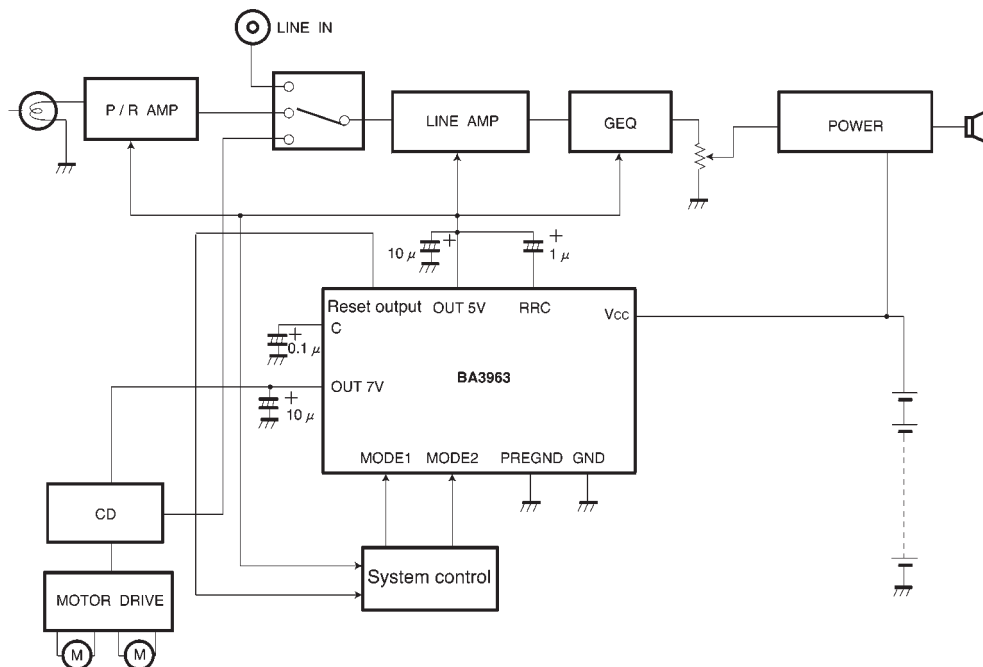 LINE IN
P / R AMP
LINE AMP
GEQ
POWER
10 μ
+
+
1 μ
Reset output
OUT 5V
RRC
Vcc
C
+
0.1 μ
BA3963
OUT 7V
+
10 μ
MODE1
MODE2
PREGND
GND
CD
System control
MOTOR DRIVE
M
M